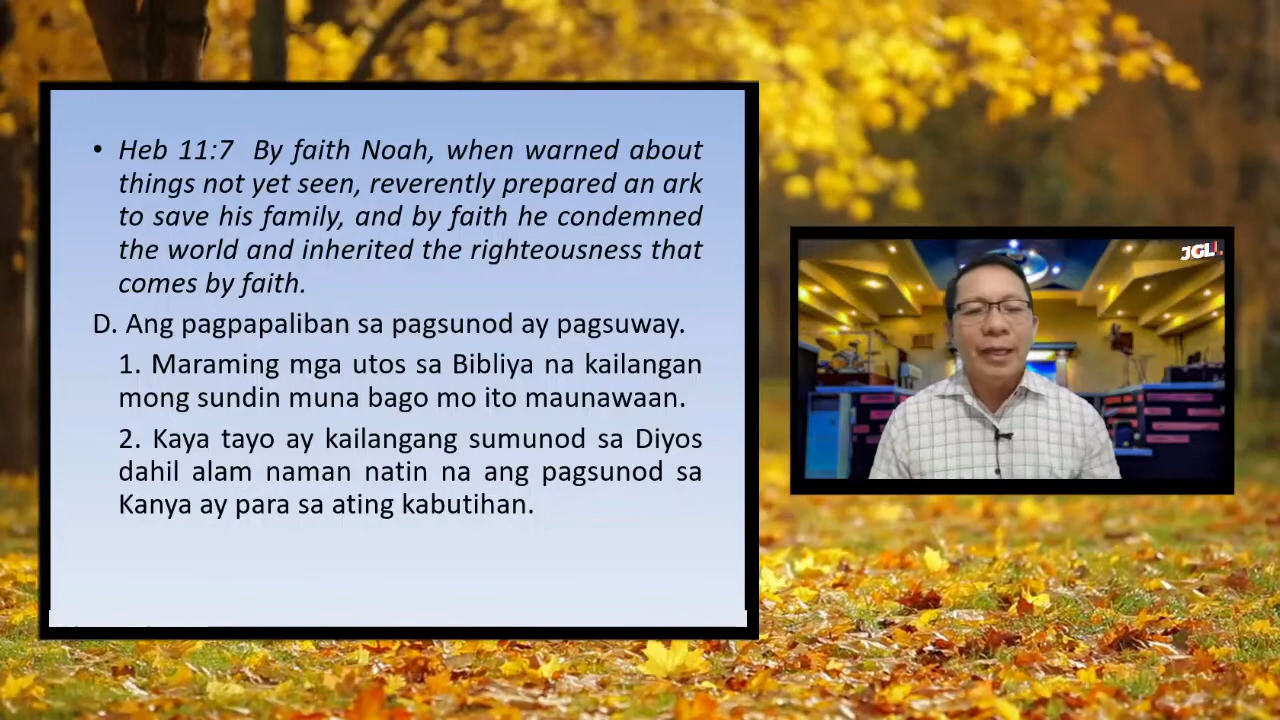 • Heb 11:7 By faith Noah, when warned about
things not yet seen, reverently prepared an ark
to save his family, and by faith he condemned
the world and inherited the righteousness that
comes by faith.
D. Ang pagpapaliban sa pagsunod ay pagsuway.
1. Maraming mga utos sa Bibliya na kailangan
mong sundin muna bago mo ito maunawaan.
2. Kaya tayo ay kailangang sumunod sa Diyos
dahil alam naman natin na ang pagsunod sa
Kanya ay para sa ating kabutihan.